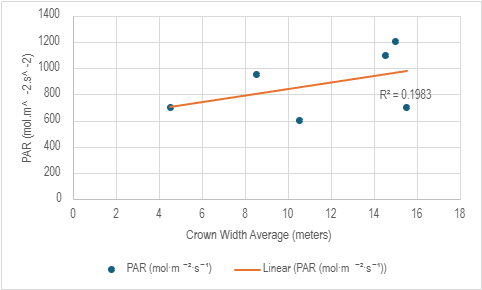 1400
1200
1000
800
600
400
200
0
PAR (mol.m^ -2.s^ -2)
R² = 0.1983
0 2 4 6 8 10 12 14 16 18
Crown Width Average (meters)
PAR (mol·m ⁻²·s⁻¹) Linear (PAR (mol·m ⁻²·s⁻¹))